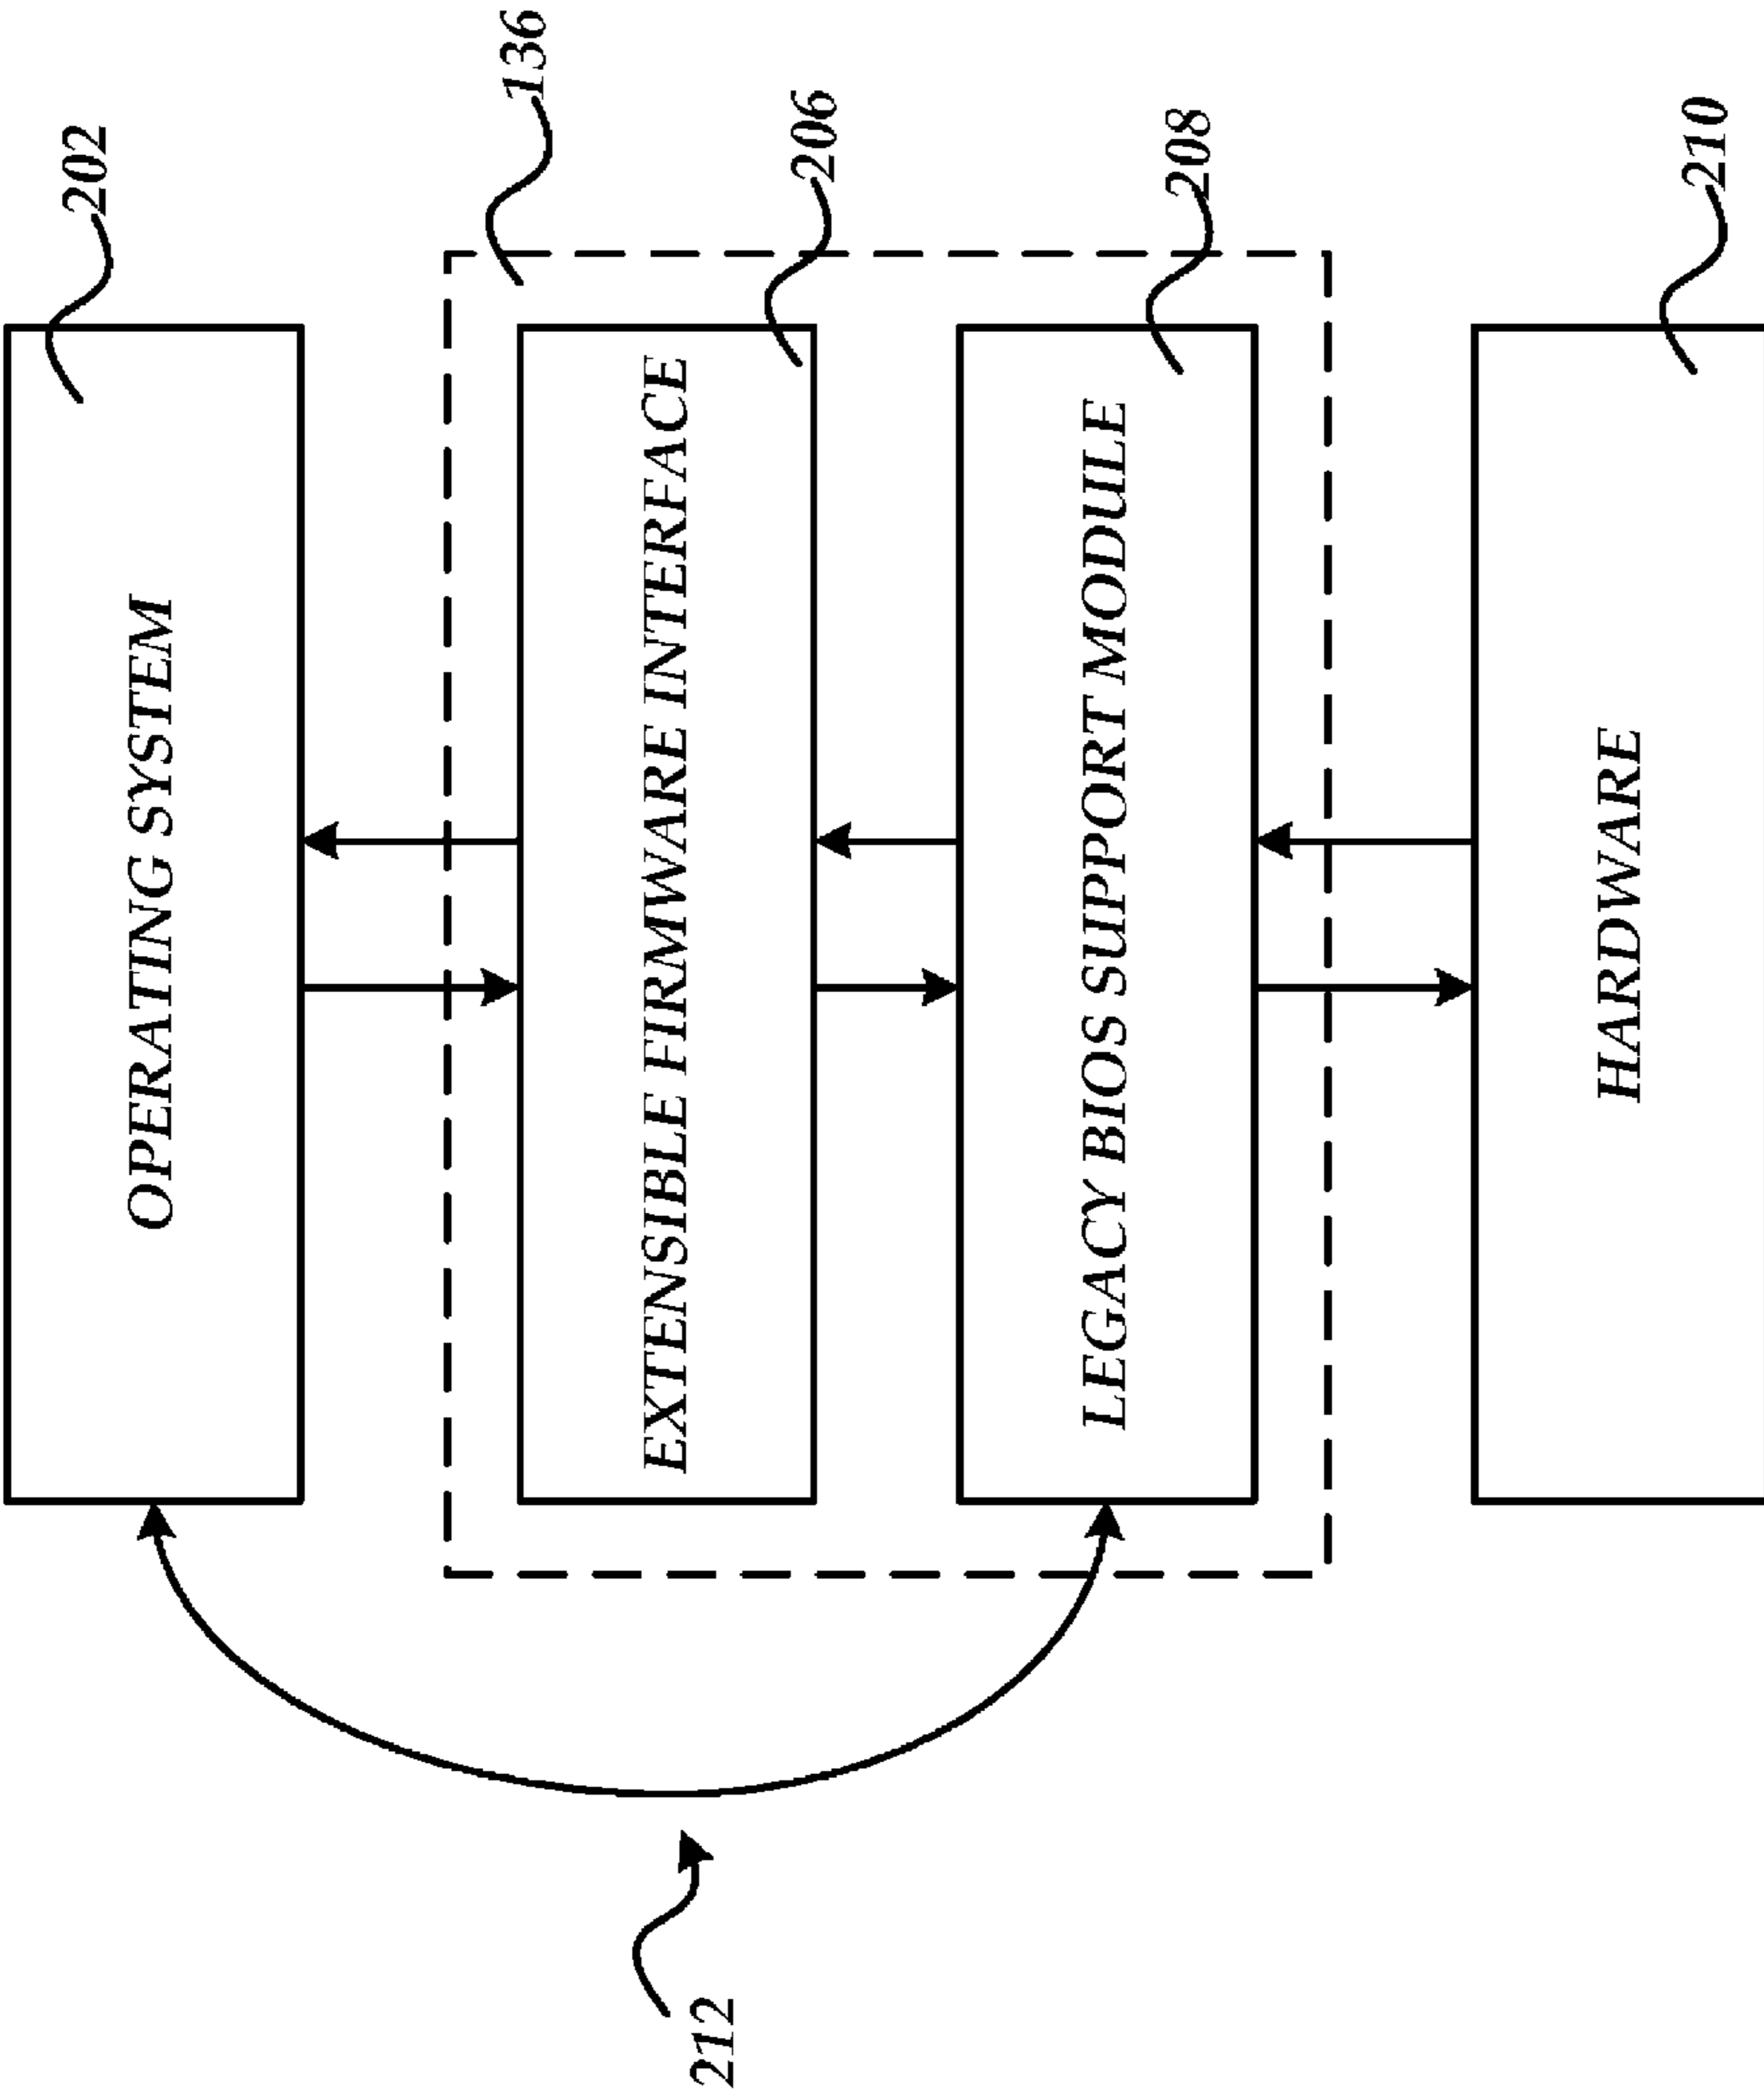 202
OPERATING SYSTEM
136
206
EXTENSIBLE FIRMWARE INTERFACE
212
208
LEGACY BIOS SUPPORT MODULE
210
HARDWARE